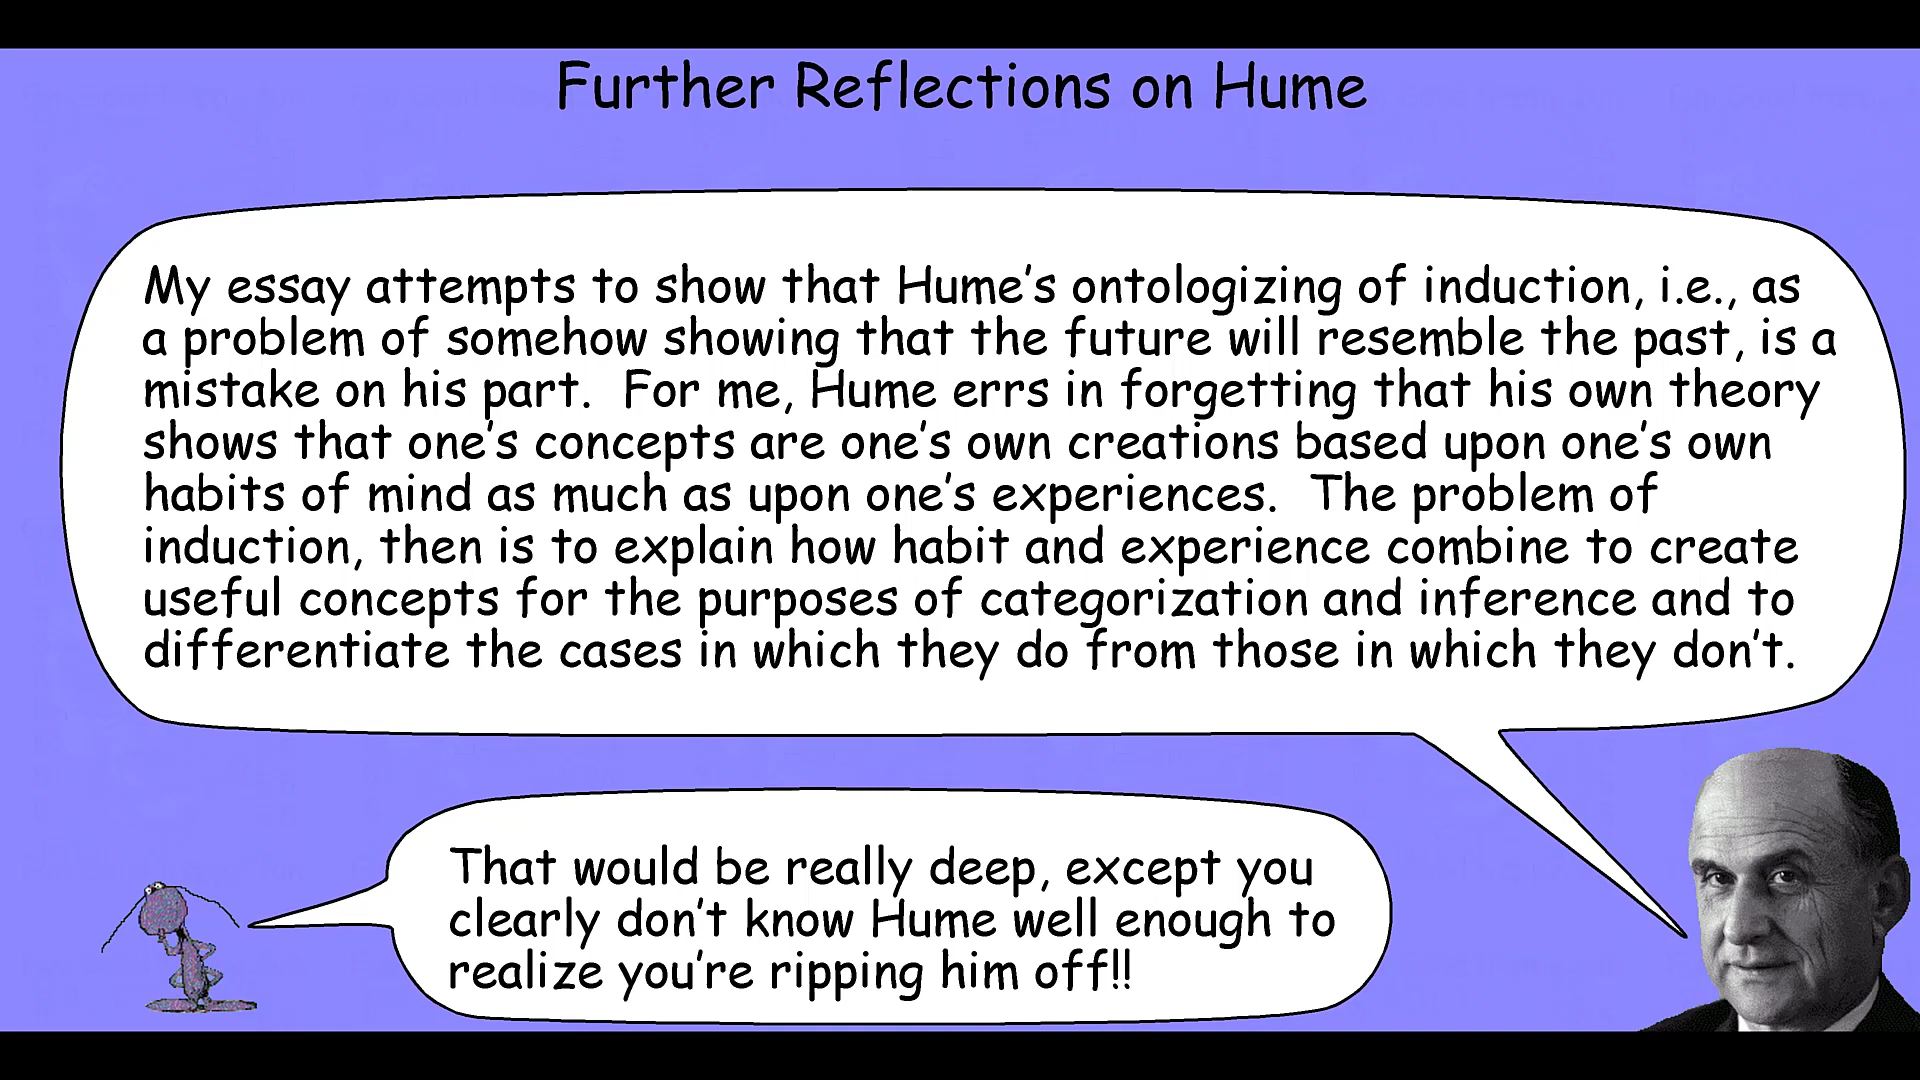 Further Reflections on Hume
My essay attempts to show that Hume's ontologizing of induction, i.e., as
a problem of somehow showing that the future will resemble the past, is a
mistake on his part.  For me, Hume errs in forgetting that his own theory
shows that one's concepts are one's own creations based upon one's own
habits of mind as much as upon one's experiences.  The problem of
induction, then is to explain how habit and experience combine to create
useful concepts for the purposes of categorization and inference and to
differentiate the cases in which they do from those in which they don't.
That would be really deep, except you
clearly don't know Hume well enough to
realize you're ripping him off!!